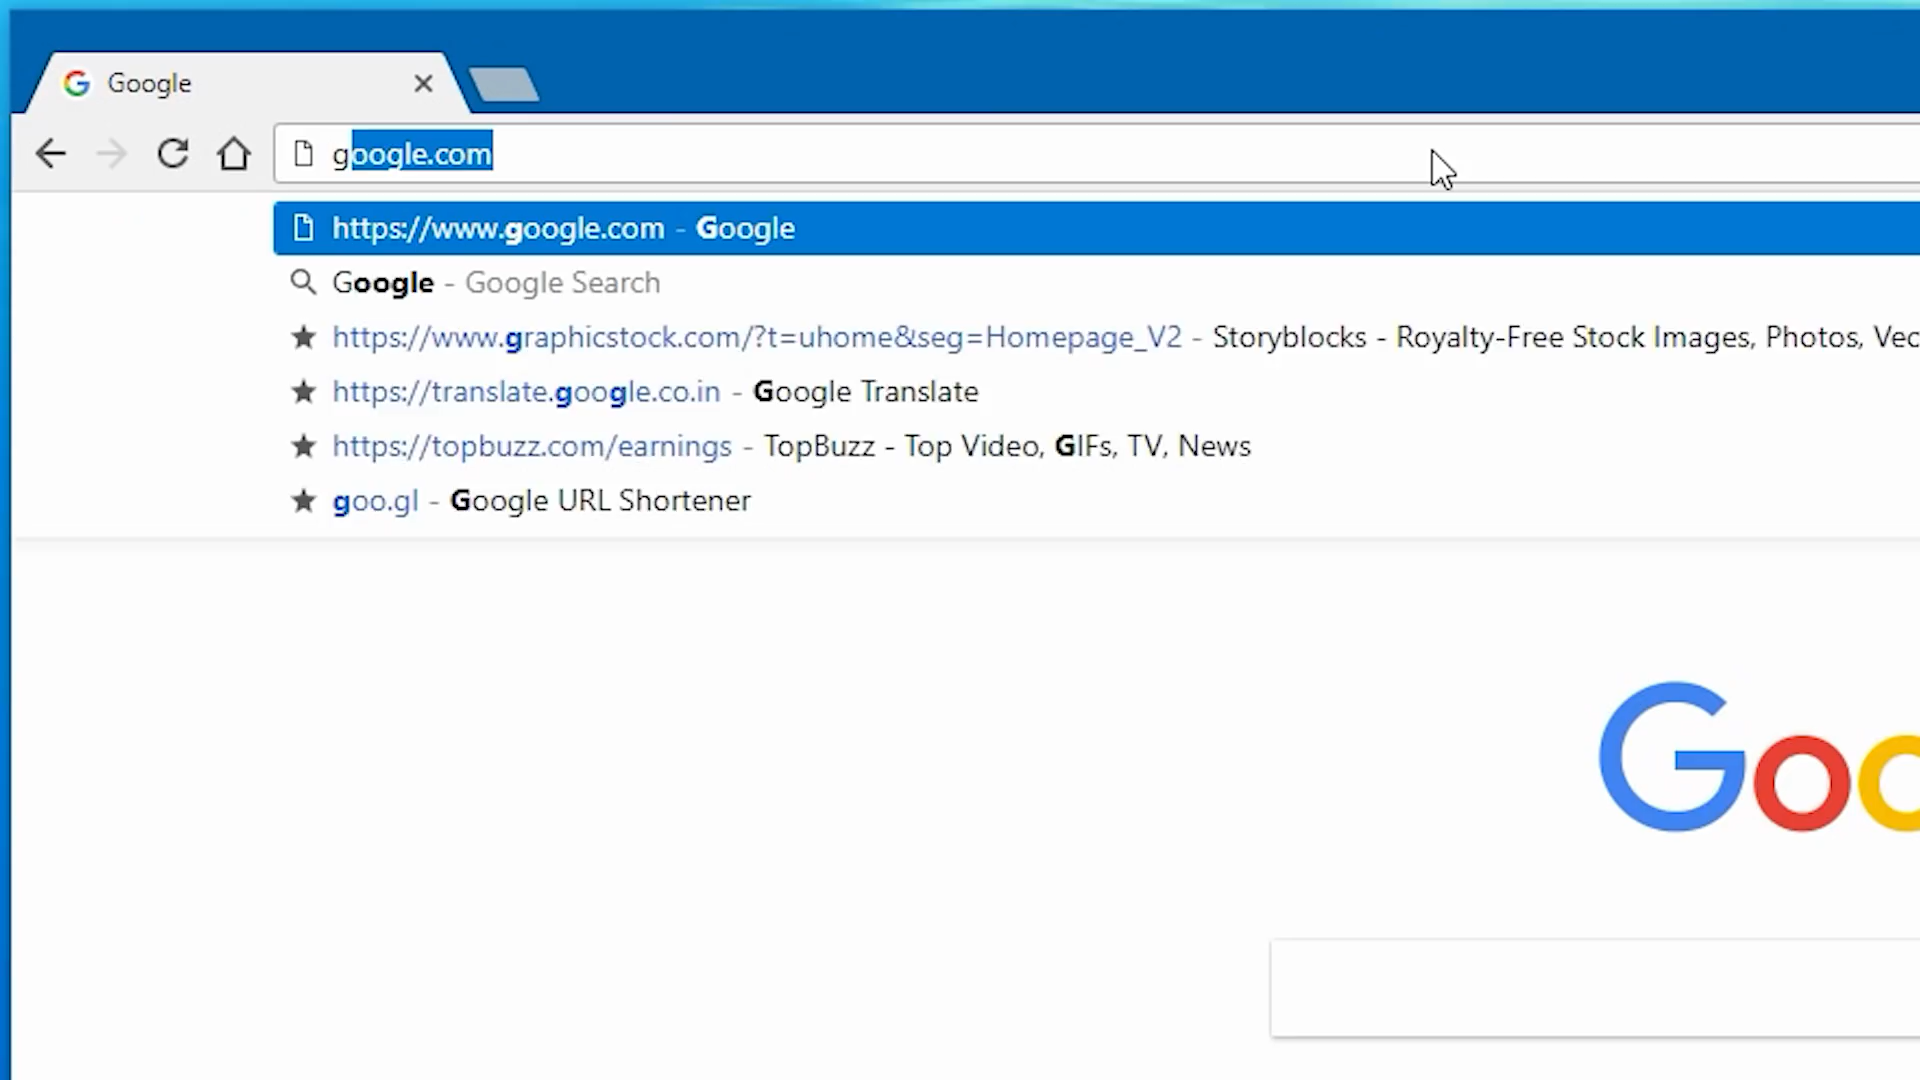 Google
google.com
https://www.google.com - Google
Google - Google Search
https://www.graphicstock.com/?t=uhome&seg=Homepage_V2 - Storyblocks - Royalty-Free Stock Images, Photos, Vec
https://translate.google.co.in - Google Translate
https://topbuzz.com/earnings - TopBuzz - Top Video, GIFs, TV, News
goo.gl - Google URL Shortener
Goo